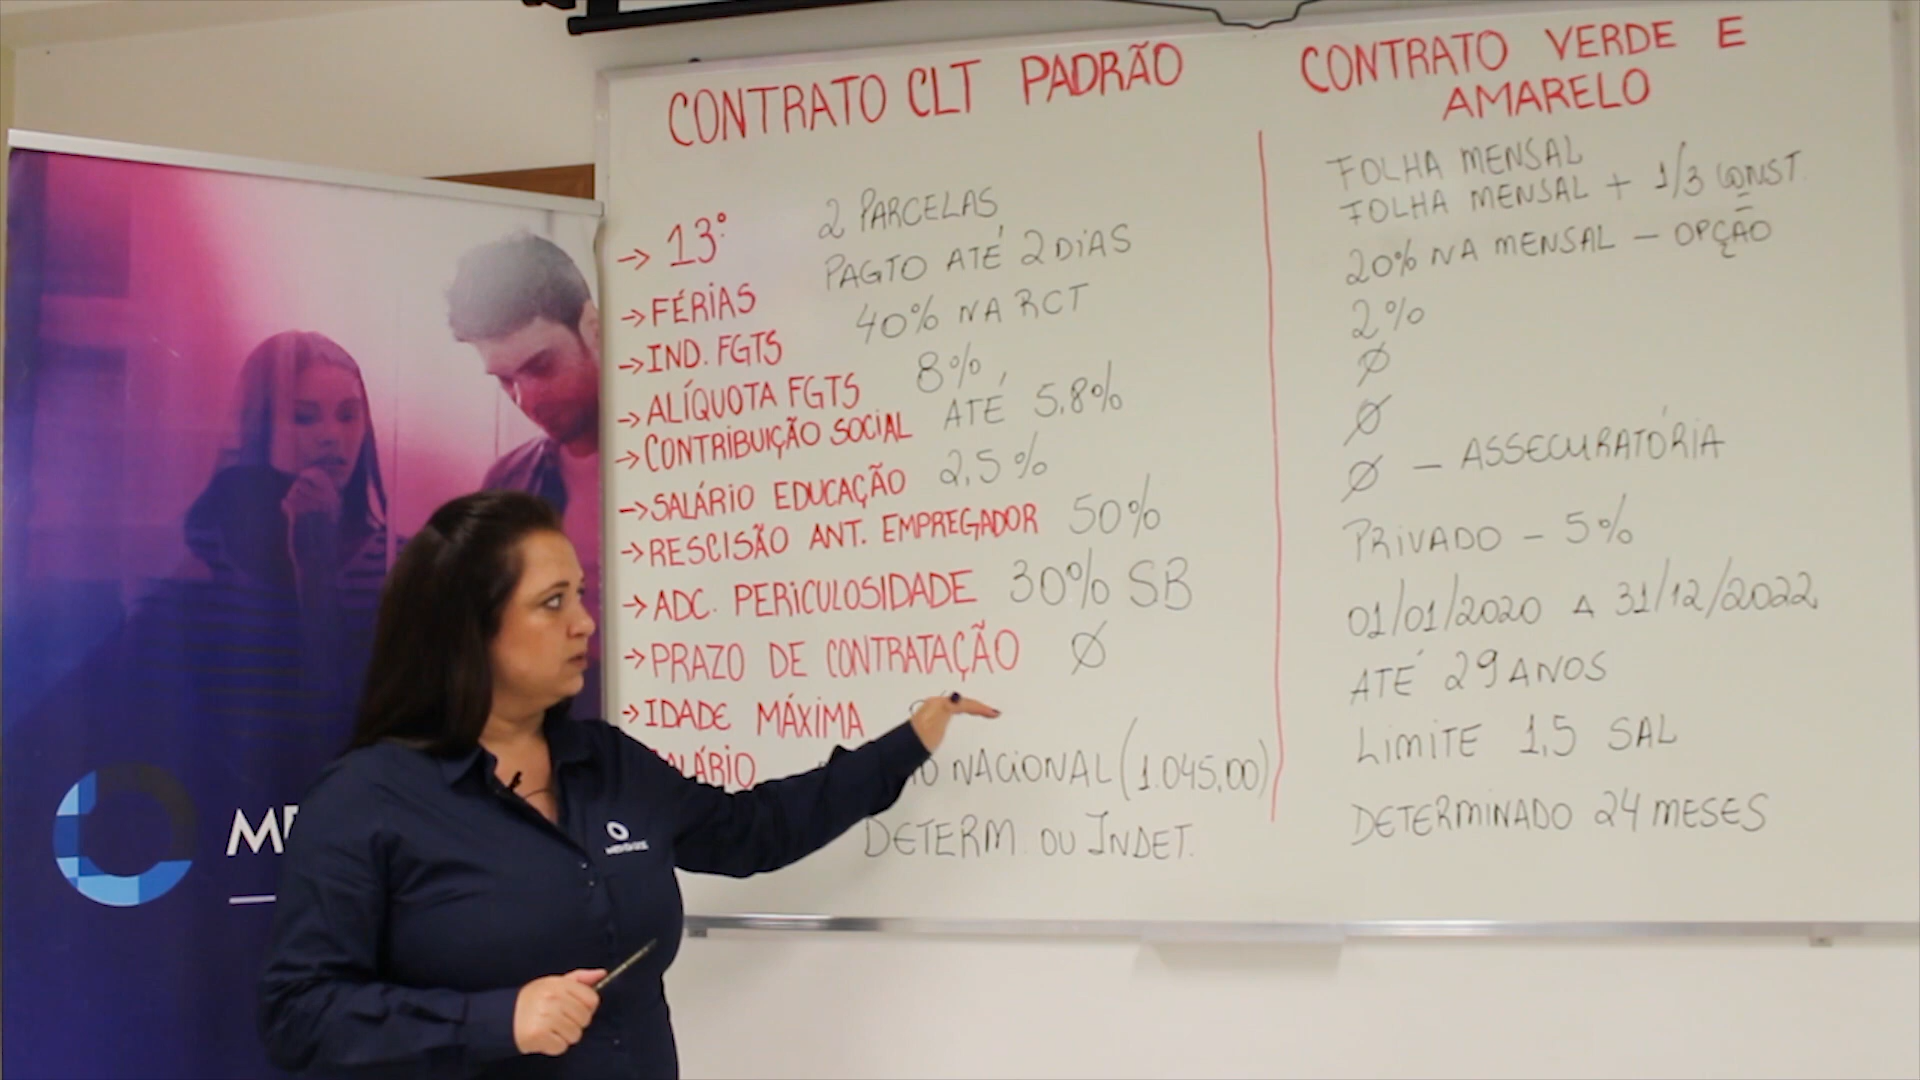 CONTRATO CLT PADRÃO
→ 13º 2 PARCELAS
→ FÉRIAS PAGTO ATÉ 2 DIAS
→ IND. FGTS 40% NA RCT
→ ALÍQUOTA FGTS 8%
→ CONTRIBUIÇÃO SOCIAL ATÉ 5,8%
→ SALÁRIO EDUCAÇÃO 2,5%
→ RESCISÃO ANT. EMPREGADOR 50%
→ ADC. PERICULOSIDADE 30% SB
→ PRAZO DE CONTRATAÇÃO Ø
→ IDADE MÁXIMA
NACIONAL (1.045,00)
DETERM. OU INDET.
CONTRATO VERDE E
AMARELO
FOLHA MENSAL
FOLHA MENSAL + 1/3 CONST.
20% NA MENSAL – OPÇÃO
2%
Ø
Ø
Ø – ASSECURATÓRIA
PRIVADO – 5%
01/01/2020 A 31/12/2022
ATÉ 29 ANOS
LIMITE 1,5 SAL
DETERMINADO 24 MESES